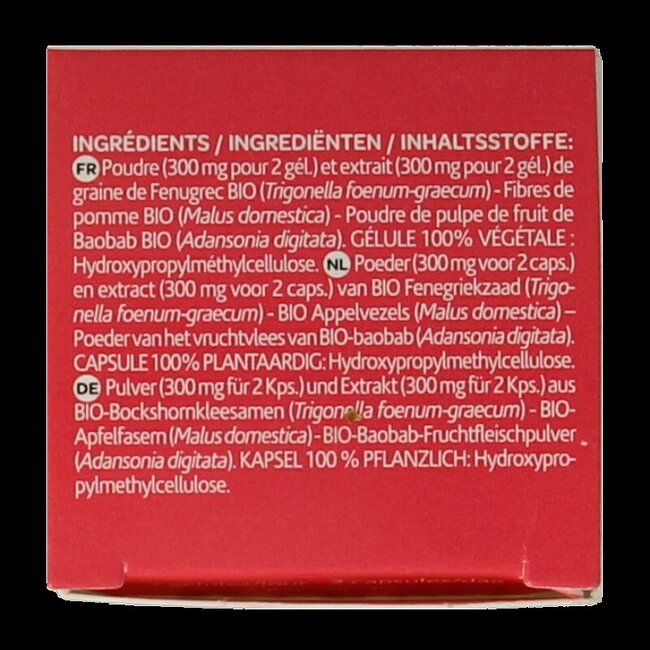 INGRÉDIENTS / INGREDIËNTEN / INHALTSSTOFFE:
FR Poudre (300 mg pour 2 gél.) et extrait (300 mg pour 2 gél.) de
graine de Fenugrec BIO (Trigonella foenum-graecum) - Fibres de
pomme BIO (Malus domestica) - Poudre de pulpe de fruit de
Baobab BIO (Adansonia digitata). GÉLULE 100% VÉGÉTALE :
Hydroxypropylméthylcellulose. NL Poeder (300 mg voor 2 caps.)
en extract (300 mg voor 2 caps.) van BIO Fenegriekzaad (Trigo-
nella foenum-graecum) - BIO Appelvezels (Malus domestica) –
Poeder van het vruchtvlees van BIO-baobab (Adansonia digitata).
CAPSULE 100% PLANTAARDIG: Hydroxypropylmethylcellulose.
DE Pulver (300 mg für 2 Kps.) und Extrakt (300 mg für 2 Kps.) aus
BIO-Bockshornkleesamen (Trigonella foenum-graecum) - BIO-
Apfelfasern (Malus domestica) - BIO-Baobab-Fruchtfleischpulver
(Adansonia digitata). KAPSEL 100 % PFLANZLICH: Hydroxypro-
pylmethylcellulose.
2 capsules/dag